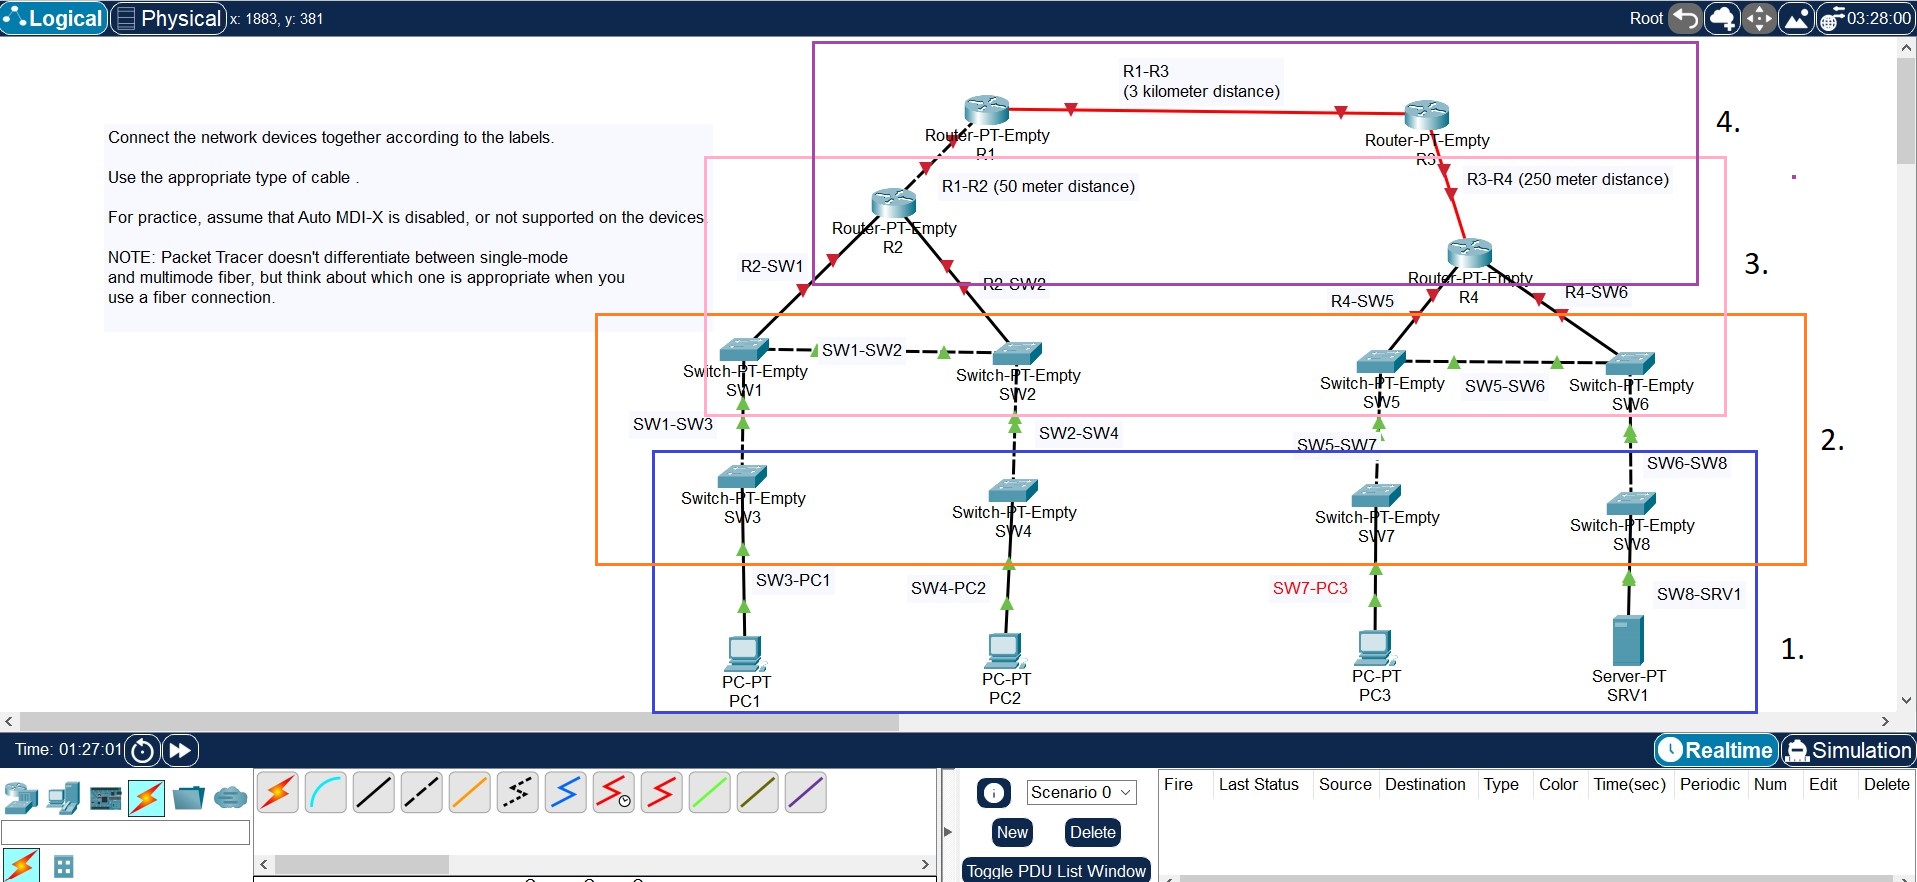 Logical
Physical
x: 1883, y: 381
Root
03:28:00
R1-R3
(3 kilometer distance)
4.
Connect the network devices together according to the labels.
Use the appropriate type of cable .
For practice, assume that Auto MDI-X is disabled, or not supported on the devices.
NOTE: Packet Tracer doesn't differentiate between single-mode
and multimode fiber, but think about which one is appropriate when you
use a fiber connection.
Router-PT-Empty
R1
Router-PT-Empty
R3
R1-R2 (50 meter distance)
R3-R4 (250 meter distance)
Router-PT-Empty
R2
R2-SW1
R2-SW2
Router-PT-Empty
R4
R4-SW5
R4-SW6
3.
SW1-SW2
Switch-PT-Empty
SW1
Switch-PT-Empty
SW2
Switch-PT-Empty
SW5
SW5-SW6
Switch-PT-Empty
SW6
SW1-SW3
SW2-SW4
SW5-SW7
SW6-SW8
2.
Switch-PT-Empty
SW3
Switch-PT-Empty
SW4
Switch-PT-Empty
SW7
Switch-PT-Empty
SW8
SW3-PC1
SW4-PC2
SW7-PC3
SW8-SRV1
1.
PC-PT
PC1
PC-PT
PC2
PC-PT
PC3
Server-PT
SRV1
Time: 01:27:01
Realtime
Simulation
Scenario 0
New
Delete
Toggle PDU List Window
Fire Last Status Source Destination Type Color Time(sec) Periodic Num Edit Delete